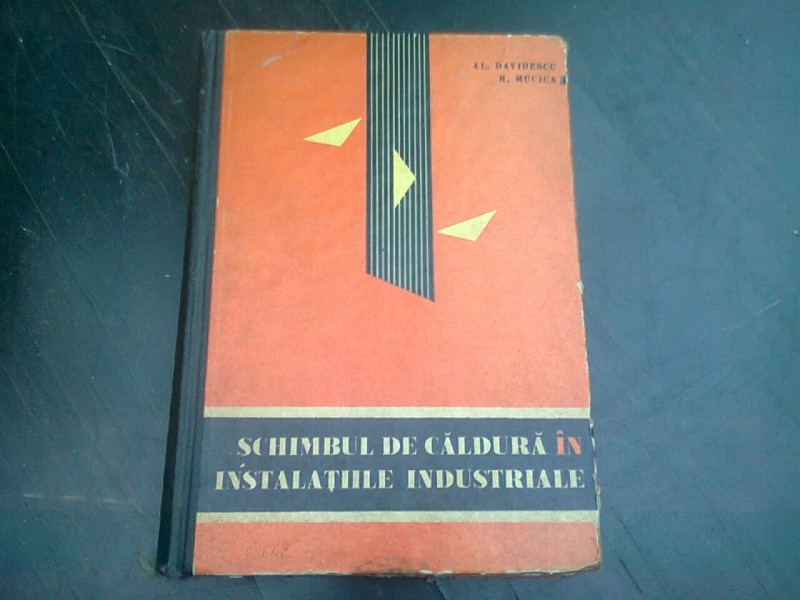 AL. DAVIDESCU
H. MUCICA
SCHIMBUL DE CĂLDURĂ ÎN
INSTALAȚIILE INDUSTRIALE